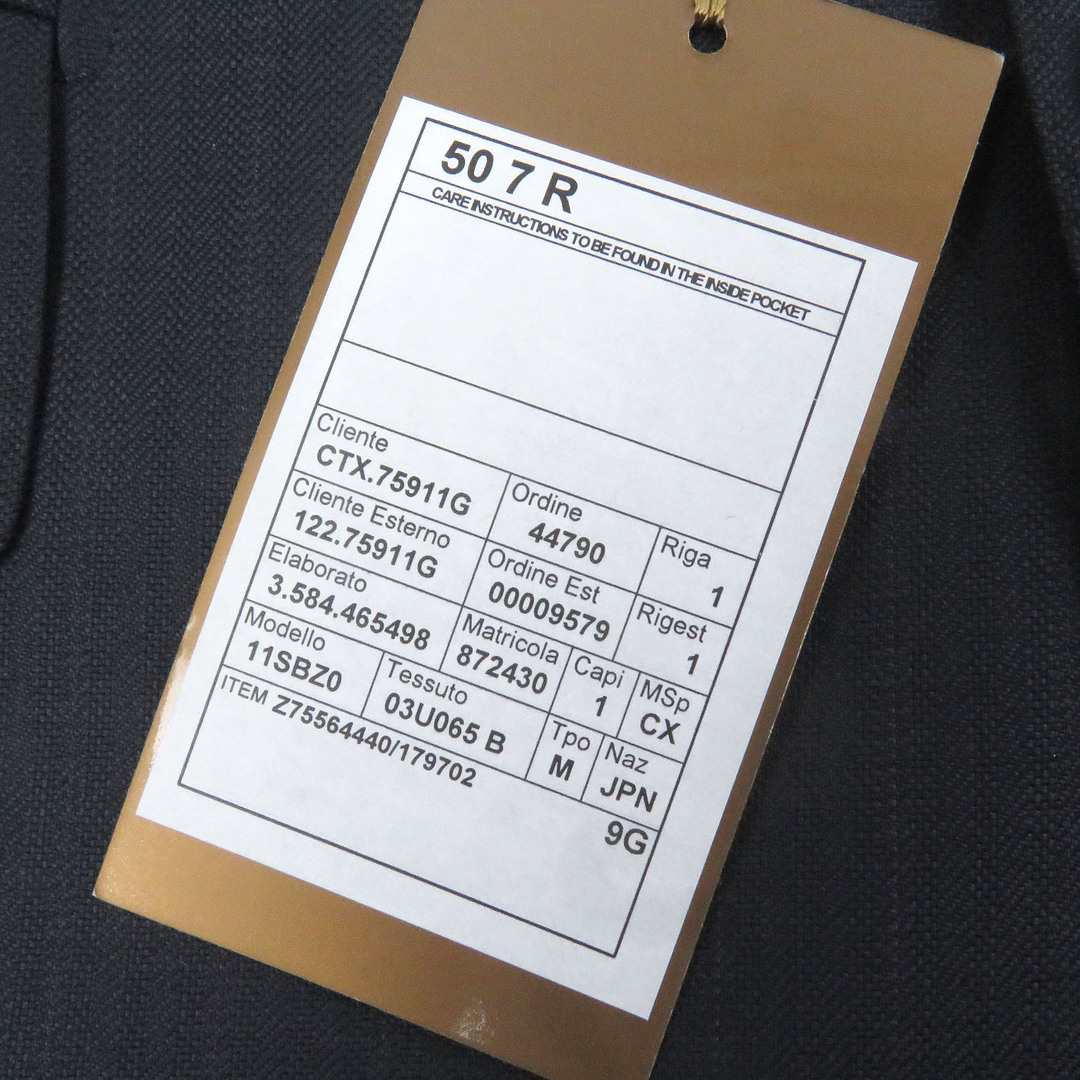 50 7 R
CARE INSTRUCTIONS TO BE FOUND IN THE INSIDE POCKET
Cliente
CTX.75911G
Ordine
44790
Riga
1
Cliente Esterno
122.75911G
Ordine Est
00009579
Rigest
1
Elaborato
3.584.465498
Matricola
872430
Capi
1
MSp
CX
Modello
11SBZ0
Tessuto
03U065 B
Tpo
M
Naz
JPN
ITEM Z75564440/179702
9G